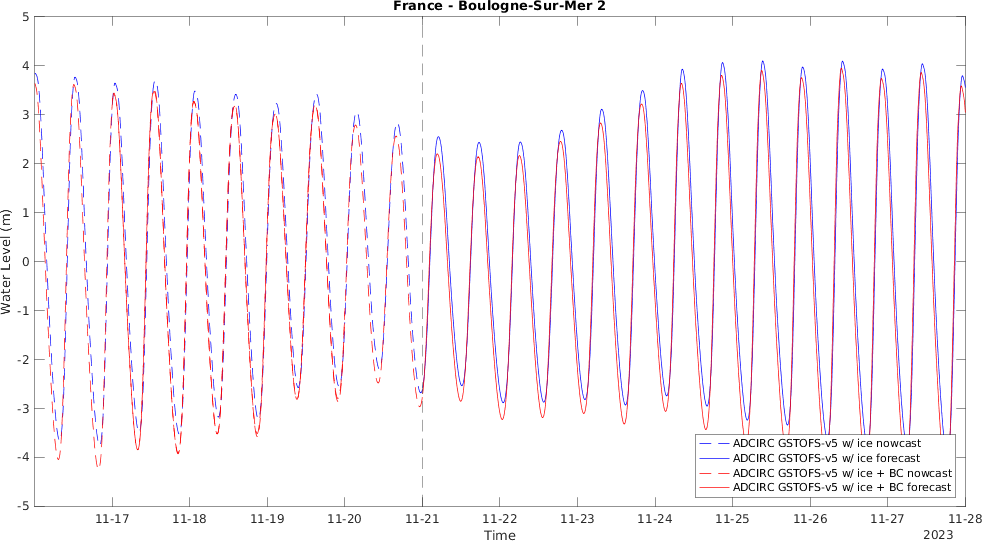 France - Boulogne-Sur-Mer 2
5
4
3
2
1
0
-1
-2
-3
-4
-5
Water Level (m)
ADCIRC GSTOFS-v5 w/ ice nowcast
ADCIRC GSTOFS-v5 w/ ice forecast
ADCIRC GSTOFS-v5 w/ ice + BC nowcast
ADCIRC GSTOFS-v5 w/ ice + BC forecast
11-17 11-18 11-19 11-20 11-21 11-22 11-23 11-24 11-25 11-26 11-27 11-28
Time
2023